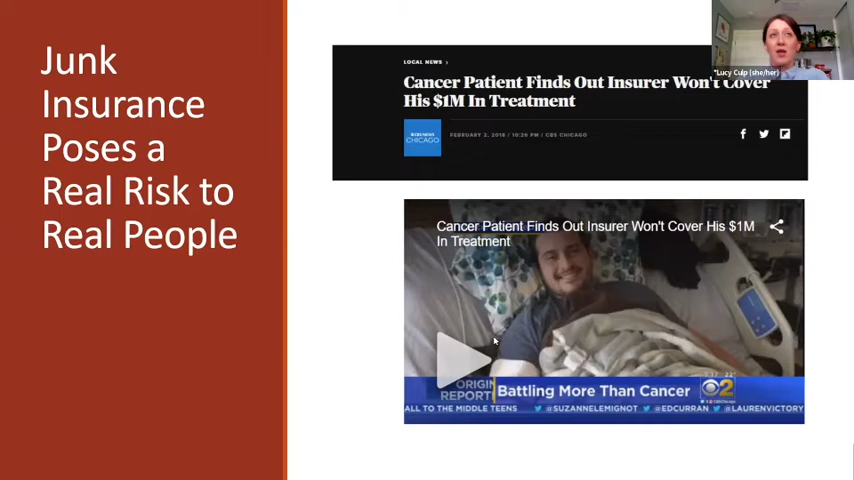 Junk
Insurance
Poses a
Real Risk to
Real People
LOCAL NEWS ›
Cancer Patient Finds Out Insurer Won't Cover
His $1M In Treatment
CBS NEWS
CHICAGO
FEBRUARY 2, 2018 / 10:26 PM / CBS CHICAGO
*Lucy Culp (she/her)
Cancer Patient Finds Out Insurer Won't Cover His $1M
In Treatment
ORIGIN
REPORT
Battling More Than Cancer
2
ALL TO THE MIDDLE TEENS @SUZANNELEMIGNOT @EDCURRAN @LAURENVICTORY